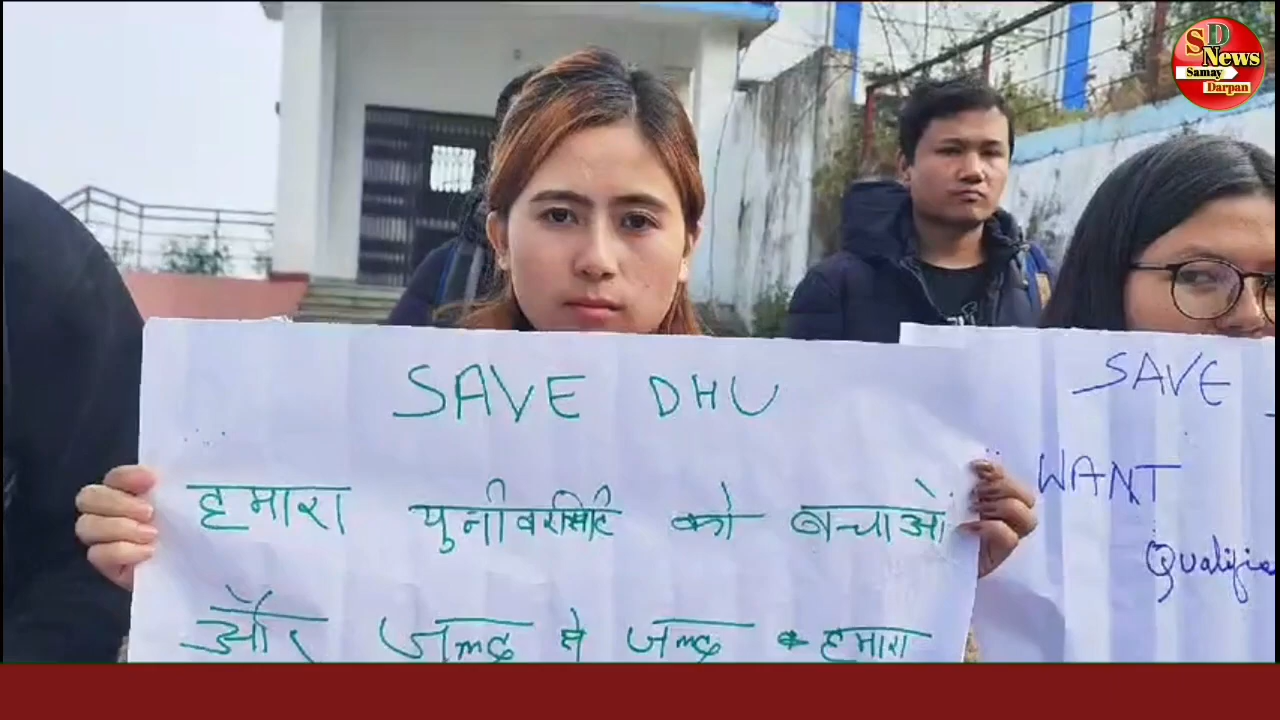 SD
News
Samay
Darpan
SAVE DHU
हमारा युनीवरसिटि को बचाओ
और जल्द से जल्द हमारा
SAVE
WANT
Qualifie